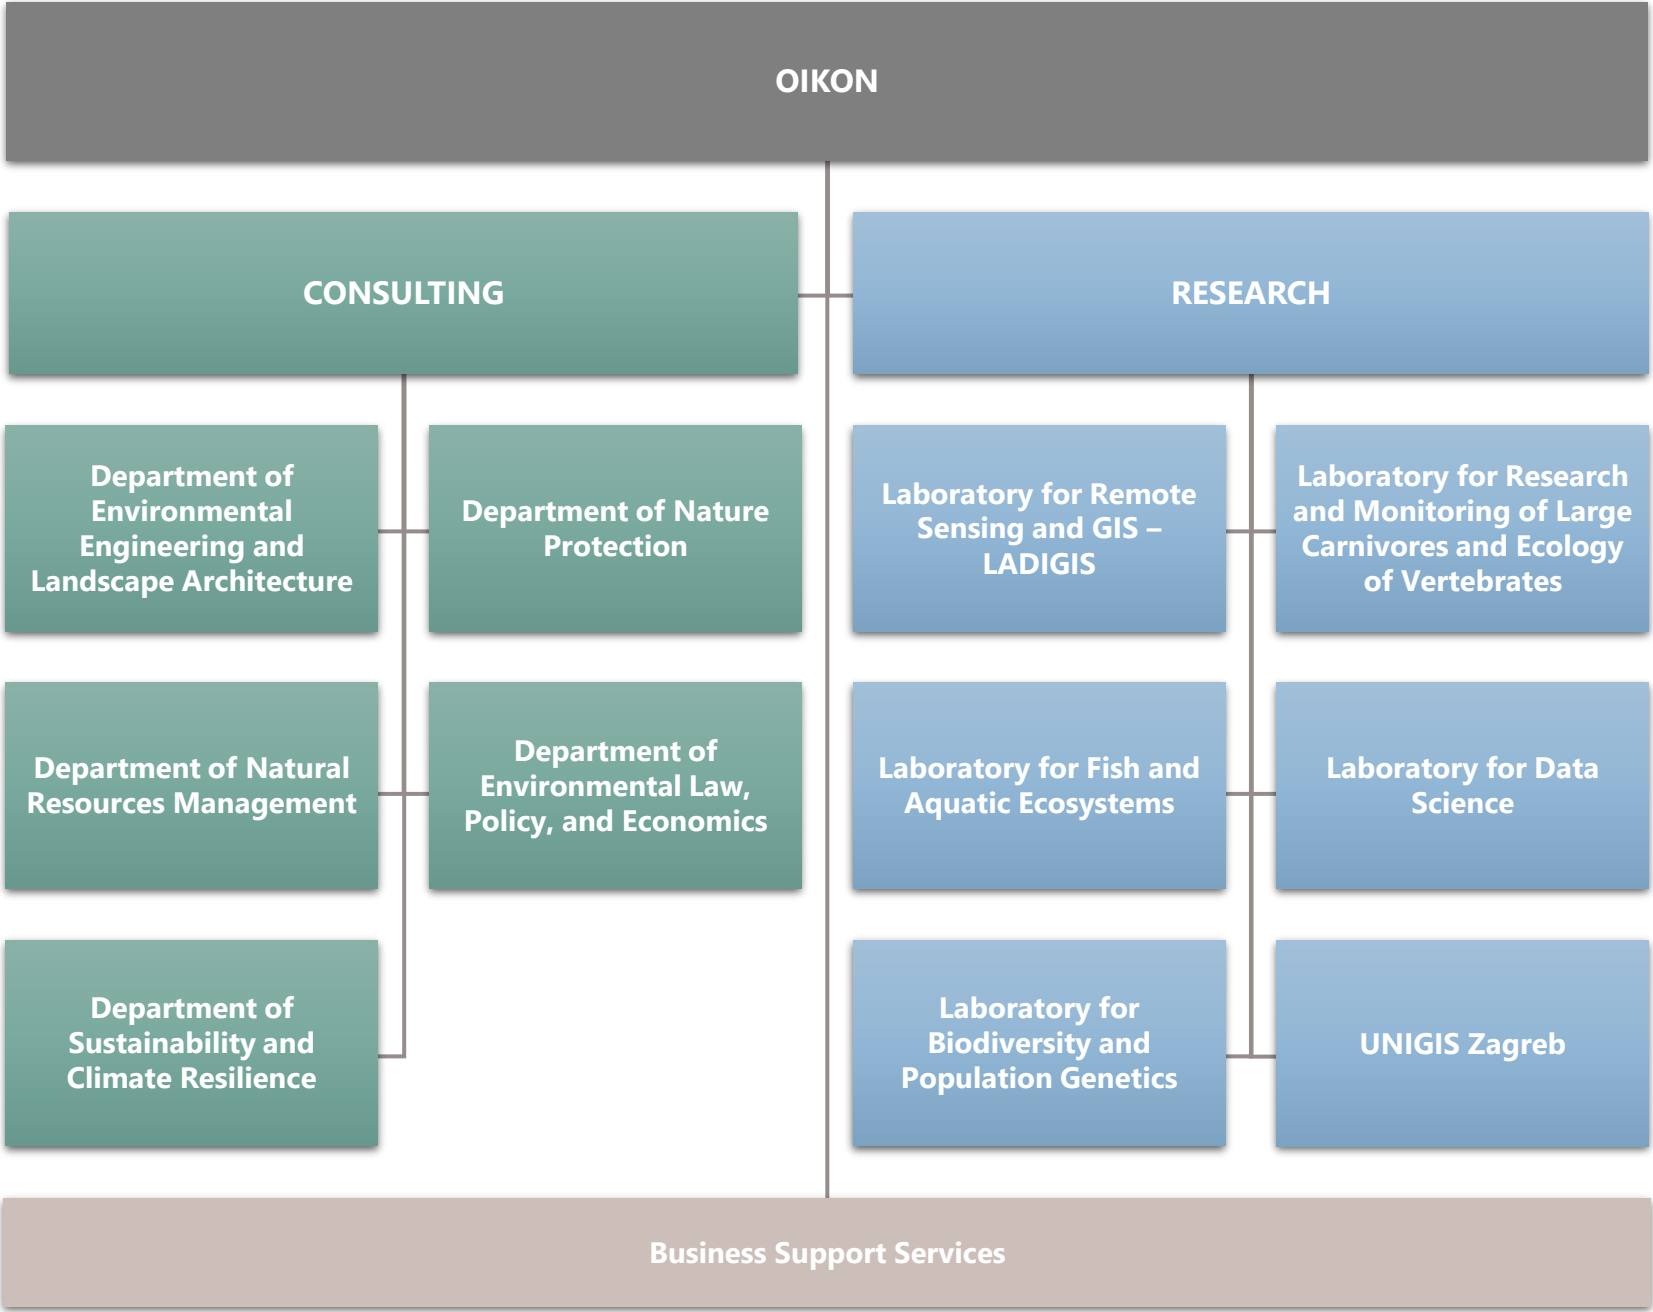 OIKON
CONSULTING
RESEARCH
Department of
Environmental
Engineering and
Landscape Architecture
Department of Nature
Protection
Laboratory for Remote
Sensing and GIS –
LADIGIS
Laboratory for Research
and Monitoring of Large
Carnivores and Ecology
of Vertebrates
Department of Natural
Resources Management
Department of
Environmental Law,
Policy, and Economics
Laboratory for Fish and
Aquatic Ecosystems
Laboratory for Data
Science
Department of
Sustainability and
Climate Resilience
Laboratory for
Biodiversity and
Population Genetics
UNIGIS Zagreb
Business Support Services